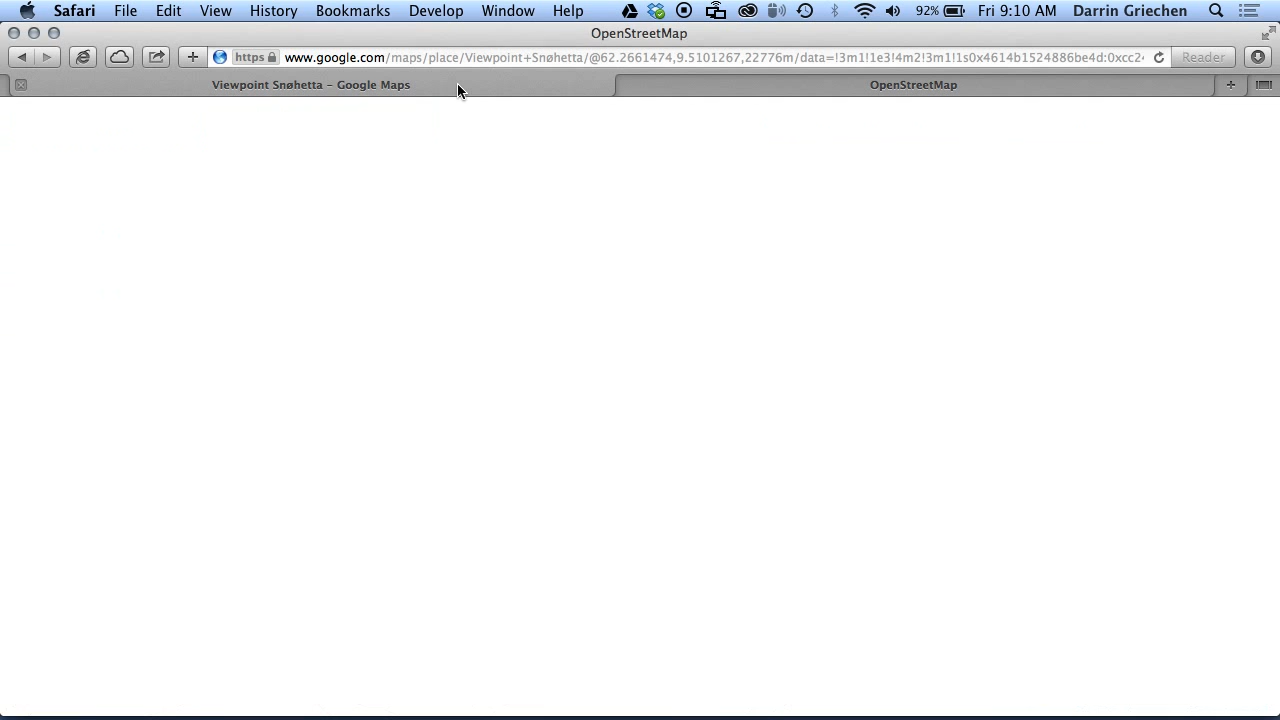 Safari File Edit View History Bookmarks Develop Window Help 92% Fri 9:10 AM Darrin Griechen
OpenStreetMap
https www.google.com/maps/place/Viewpoint+Snøhetta/@62.2661474,9.5101267,22776m/data=!3m1!1e3!4m2!3m1!1s0x4614b1524886be4d:0xcc24 Reader
Viewpoint Snøhetta – Google Maps OpenStreetMap